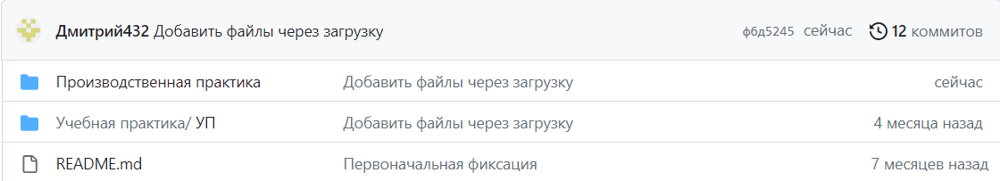 Дмитрий432 Добавить файлы через загрузку фбд5245 сейчас 12 коммитов
Производственная практика Добавить файлы через загрузку сейчас
Учебная практика/ УП Добавить файлы через загрузку 4 месяца назад
README.md Первоначальная фиксация 7 месяцев назад